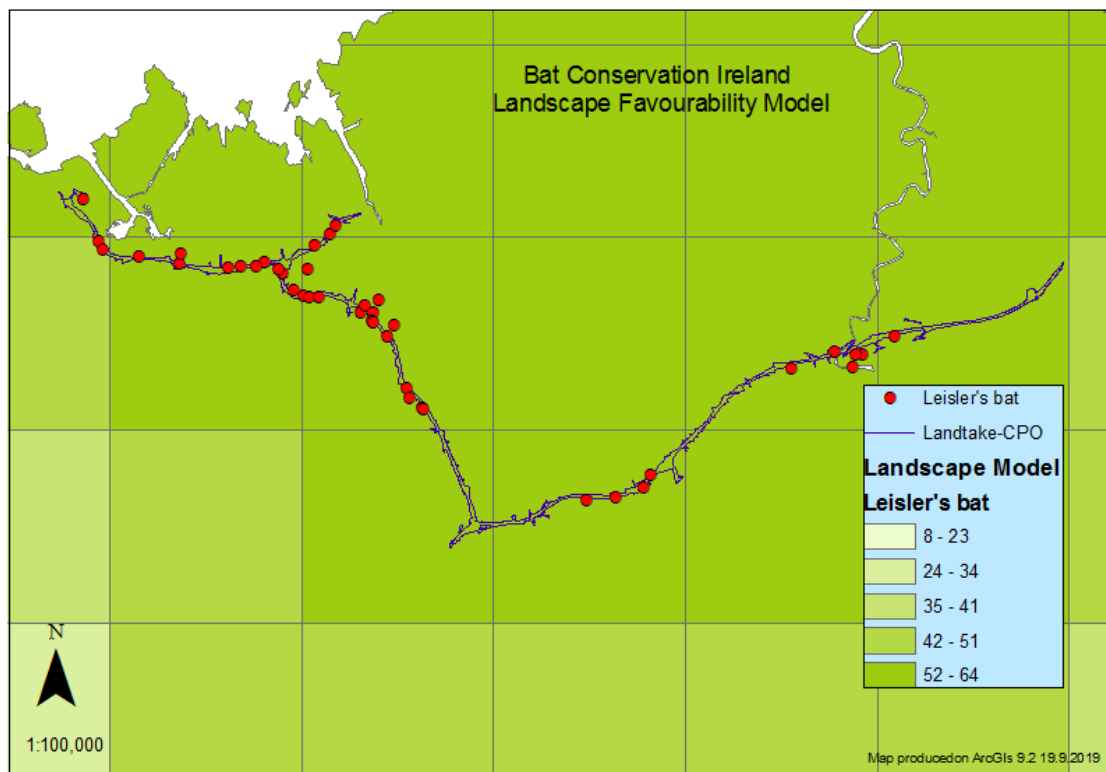 Bat Conservation Ireland
Landscape Favourability Model
Leisler's bat
Landtake-CPO
Landscape Model
Leisler's bat
8 - 23
24 - 34
35 - 41
42 - 51
52 - 64
N
1:100,000
Map producedon ArcGIs 9.2 19.9.2019